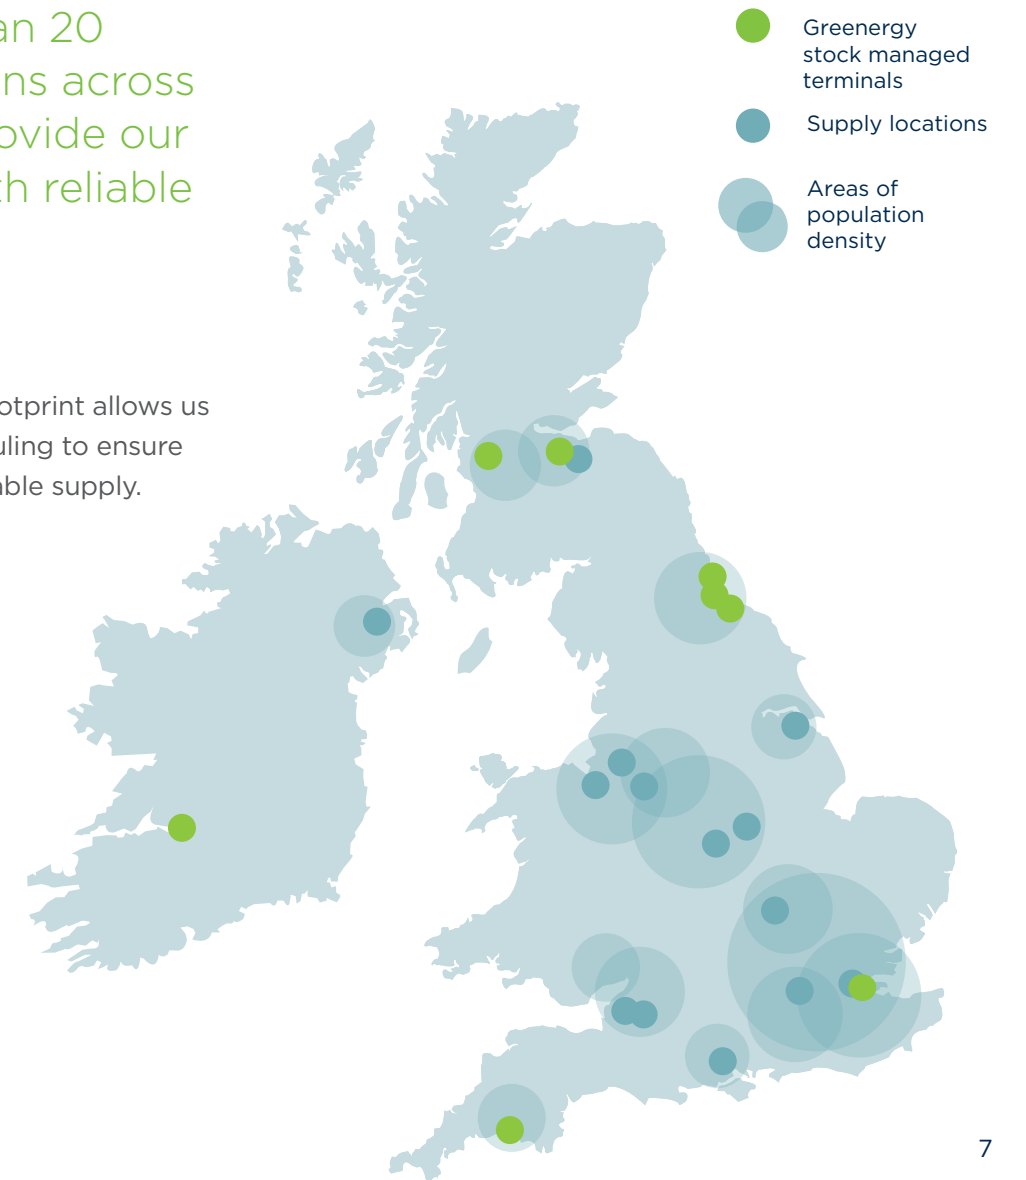 an 20
ns across
ovide our
th reliable
otprint allows us
uling to ensure
able supply.
Greenergy
stock managed
terminals
Supply locations
Areas of
population
density
7